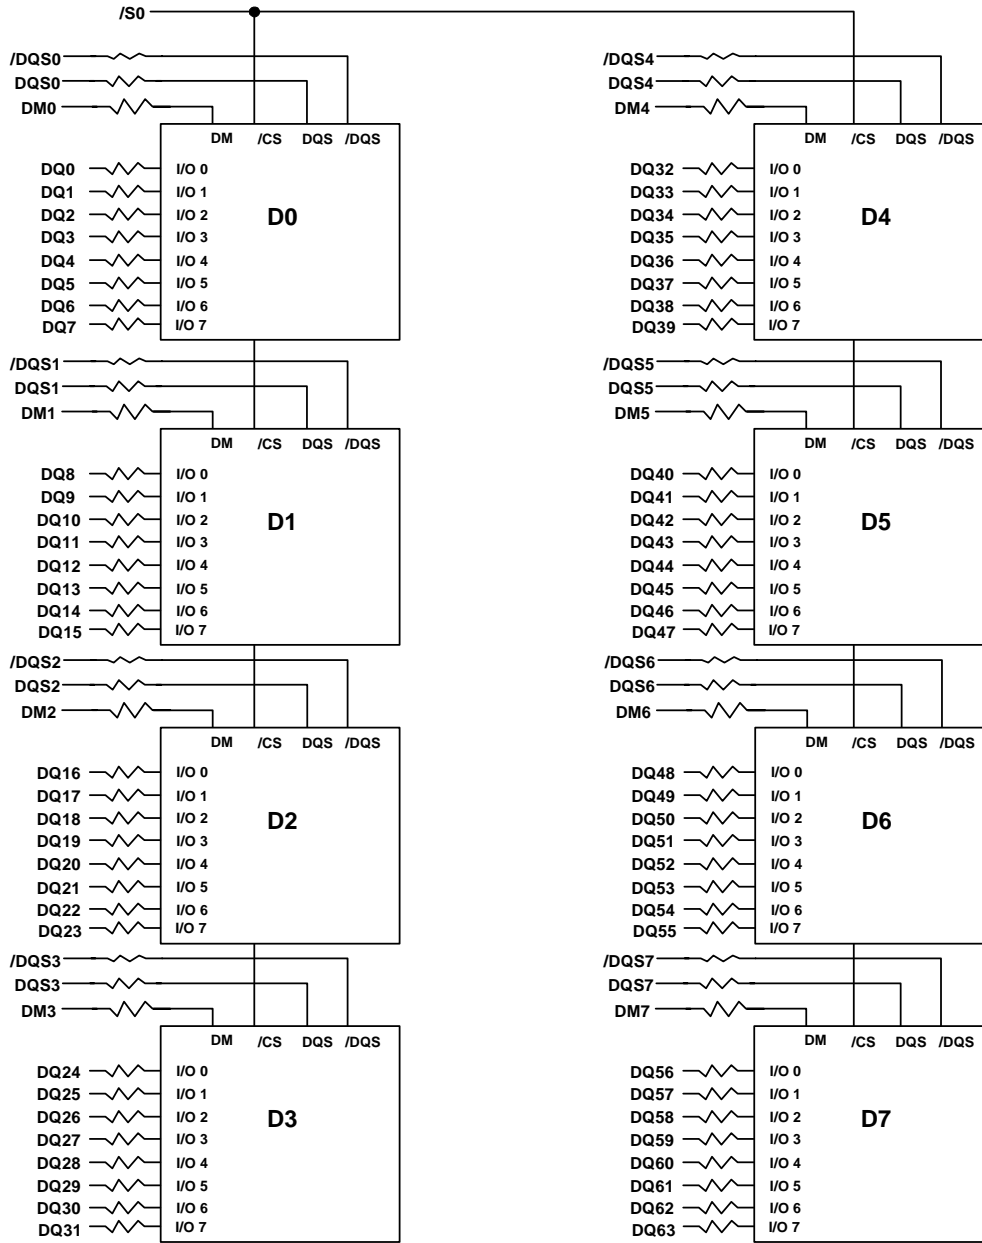 /S0
/DQS0
DQS0
DM0
DM /CS DQS /DQS
DQ0 I/O 0
DQ1 I/O 1
DQ2 I/O 2
DQ3 I/O 3
DQ4 I/O 4
DQ5 I/O 5
DQ6 I/O 6
DQ7 I/O 7
D0
/DQS1
DQS1
DM1
DM /CS DQS /DQS
DQ8 I/O 0
DQ9 I/O 1
DQ10 I/O 2
DQ11 I/O 3
DQ12 I/O 4
DQ13 I/O 5
DQ14 I/O 6
DQ15 I/O 7
D1
/DQS2
DQS2
DM2
DM /CS DQS /DQS
DQ16 I/O 0
DQ17 I/O 1
DQ18 I/O 2
DQ19 I/O 3
DQ20 I/O 4
DQ21 I/O 5
DQ22 I/O 6
DQ23 I/O 7
D2
/DQS3
DQS3
DM3
DM /CS DQS /DQS
DQ24 I/O 0
DQ25 I/O 1
DQ26 I/O 2
DQ27 I/O 3
DQ28 I/O 4
DQ29 I/O 5
DQ30 I/O 6
DQ31 I/O 7
D3
/DQS4
DQS4
DM4
DM /CS DQS /DQS
DQ32 I/O 0
DQ33 I/O 1
DQ34 I/O 2
DQ35 I/O 3
DQ36 I/O 4
DQ37 I/O 5
DQ38 I/O 6
DQ39 I/O 7
D4
/DQS5
DQS5
DM5
DM /CS DQS /DQS
DQ40 I/O 0
DQ41 I/O 1
DQ42 I/O 2
DQ43 I/O 3
DQ44 I/O 4
DQ45 I/O 5
DQ46 I/O 6
DQ47 I/O 7
D5
/DQS6
DQS6
DM6
DM /CS DQS /DQS
DQ48 I/O 0
DQ49 I/O 1
DQ50 I/O 2
DQ51 I/O 3
DQ52 I/O 4
DQ53 I/O 5
DQ54 I/O 6
DQ55 I/O 7
D6
/DQS7
DQS7
DM7
DM /CS DQS /DQS
DQ56 I/O 0
DQ57 I/O 1
DQ58 I/O 2
DQ59 I/O 3
DQ60 I/O 4
DQ61 I/O 5
DQ62 I/O 6
DQ63 I/O 7
D7